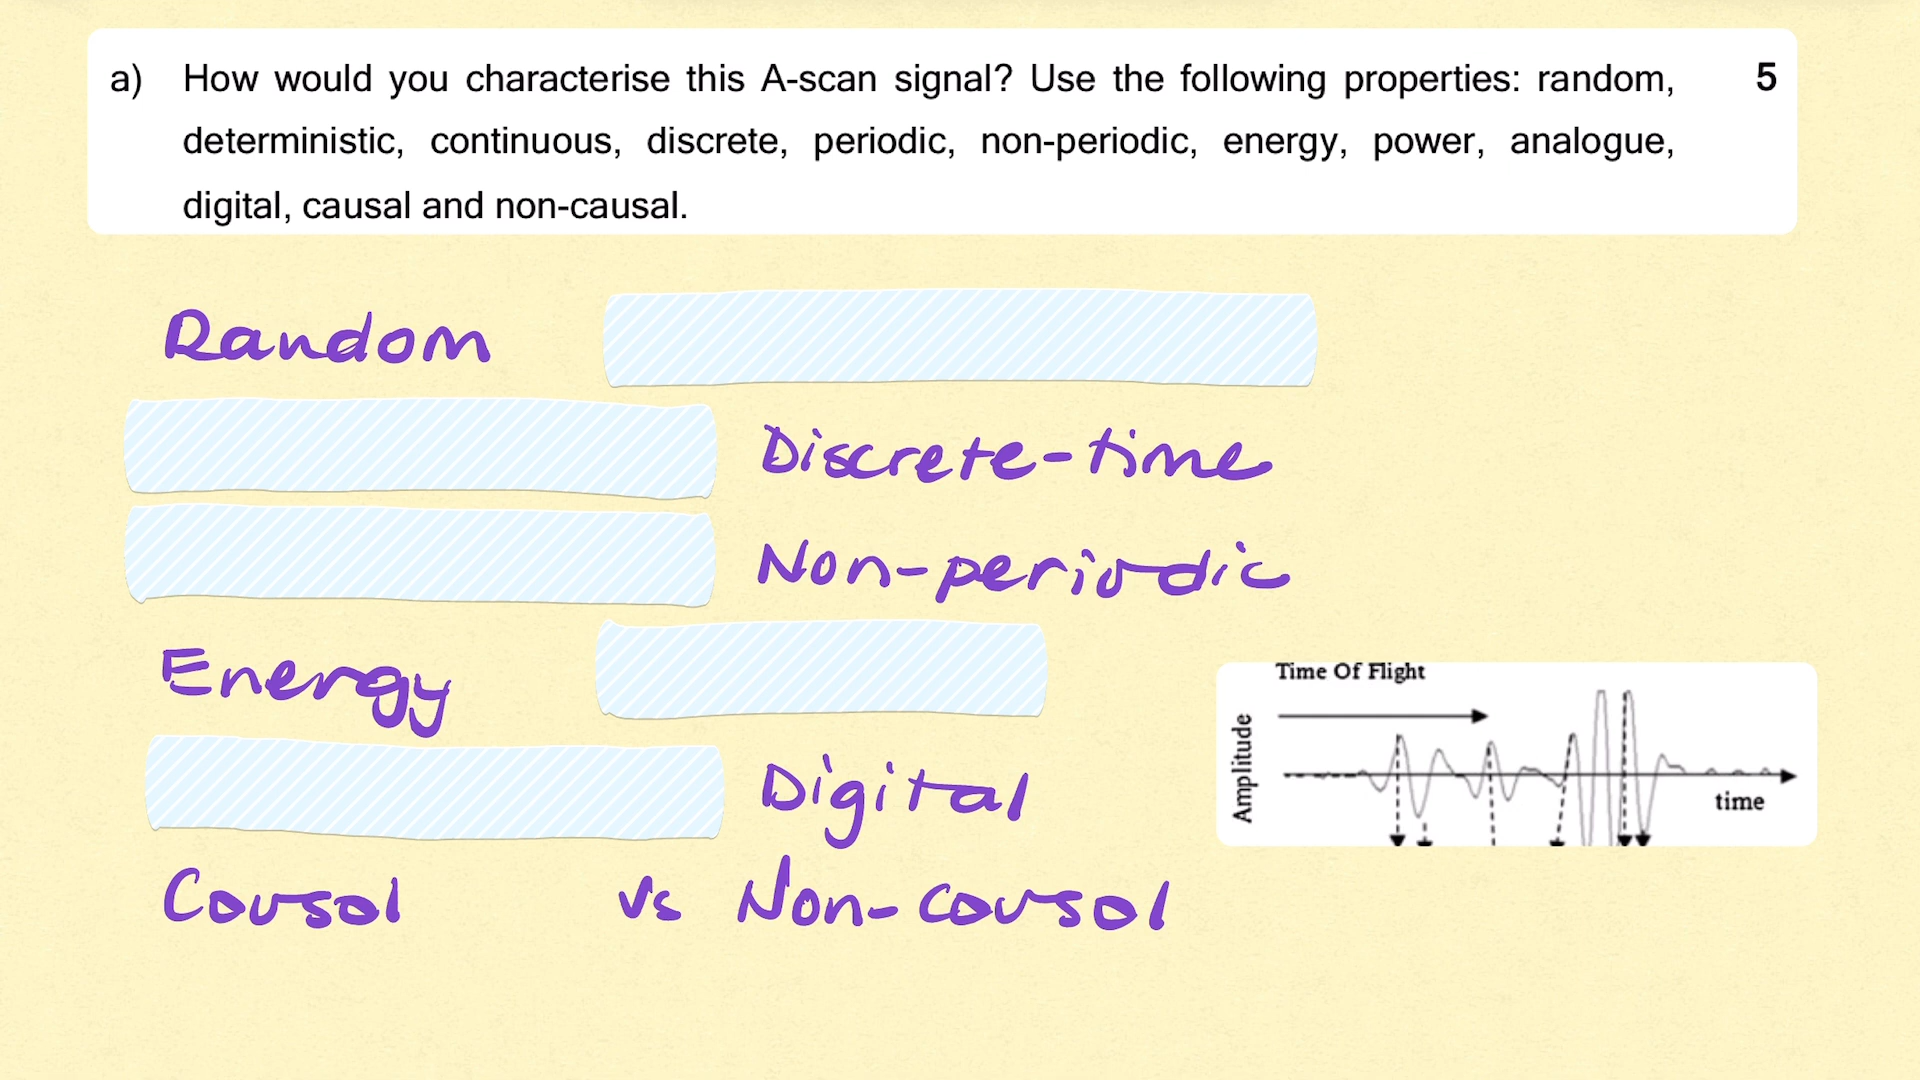 a) How would you characterise this A-scan signal? Use the following properties: random, 5
deterministic, continuous, discrete, periodic, non-periodic, energy, power, analogue,
digital, causal and non-causal.
Random
Discrete-time
Non-periodic
Energy
Digital
Causal vs Non-causal
Time Of Flight
Amplitude
time